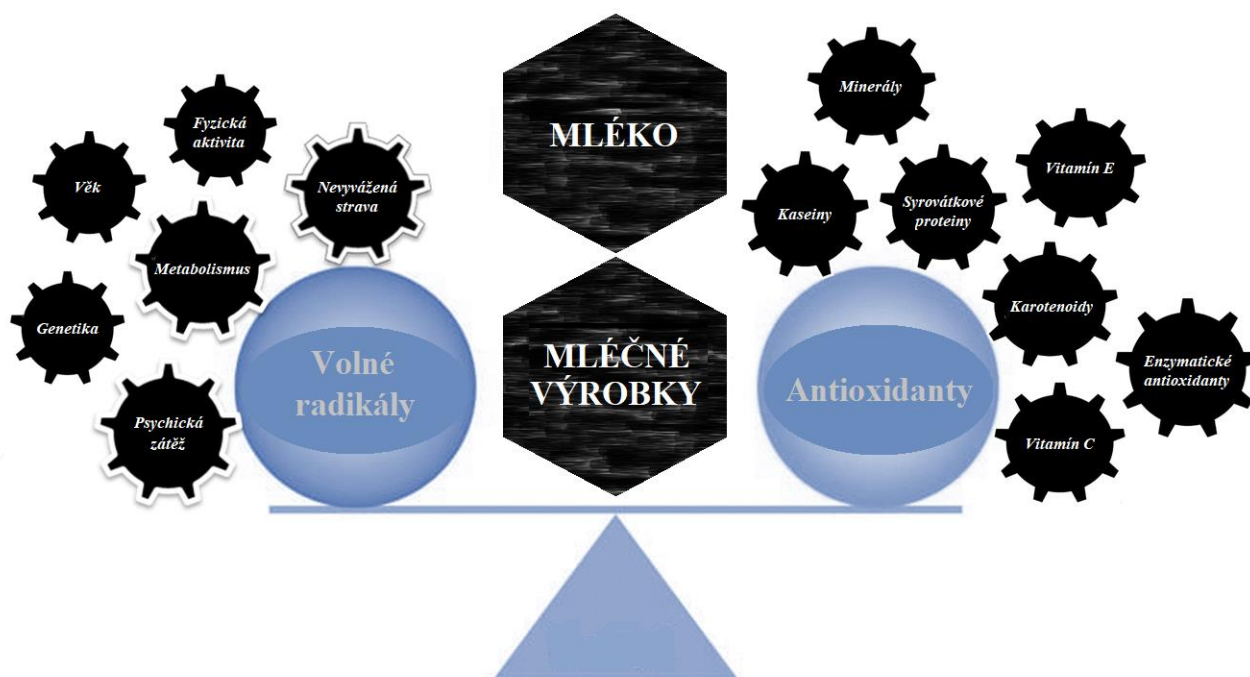 Fyzická
aktivita
Věk
Nevyvážená
strava
Metabolismus
Genetika
Psychická
zátěž
Volné
radikály
MLÉKO
MLÉČNÉ
VÝROBKY
Minerály
Vitamín E
Kaseiny
Syrovátkové
proteiny
Karotenoidy
Enzymatické
antioxidanty
Vitamín C
Antioxidanty